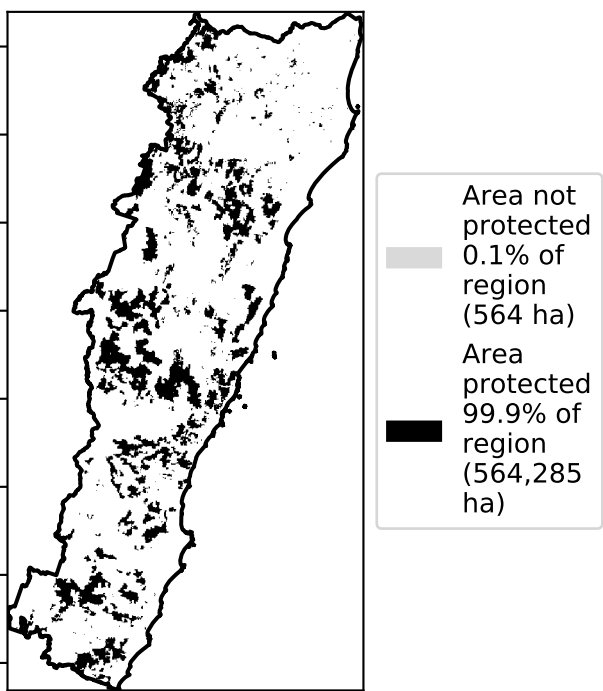 Area not
protected
0.1% of
region
(564 ha)
Area
protected
99.9% of
region
(564,285
ha)